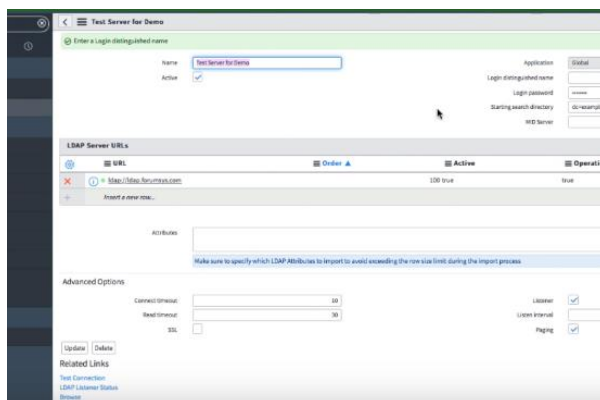 Test Server for Demo
Enter a Login distinguished name
Name Test Server for Demo Application Global
Active Login distinguished name
Login password
Starting search directory dc=exampl
MID Server
LDAP Server URLs
URL Order Active Operati
ldap://ldap.forumsys.com 100 true true
Insert a new row...
Attributes
Make sure to specify which LDAP Attributes to import to avoid exceeding the row size limit during the import process
Advanced Options
Connect timeout 10 Listener
Read timeout 30 Listen interval
SSL Paging
Update Delete
Related Links
Test Connection
LDAP Listener Status
Browse